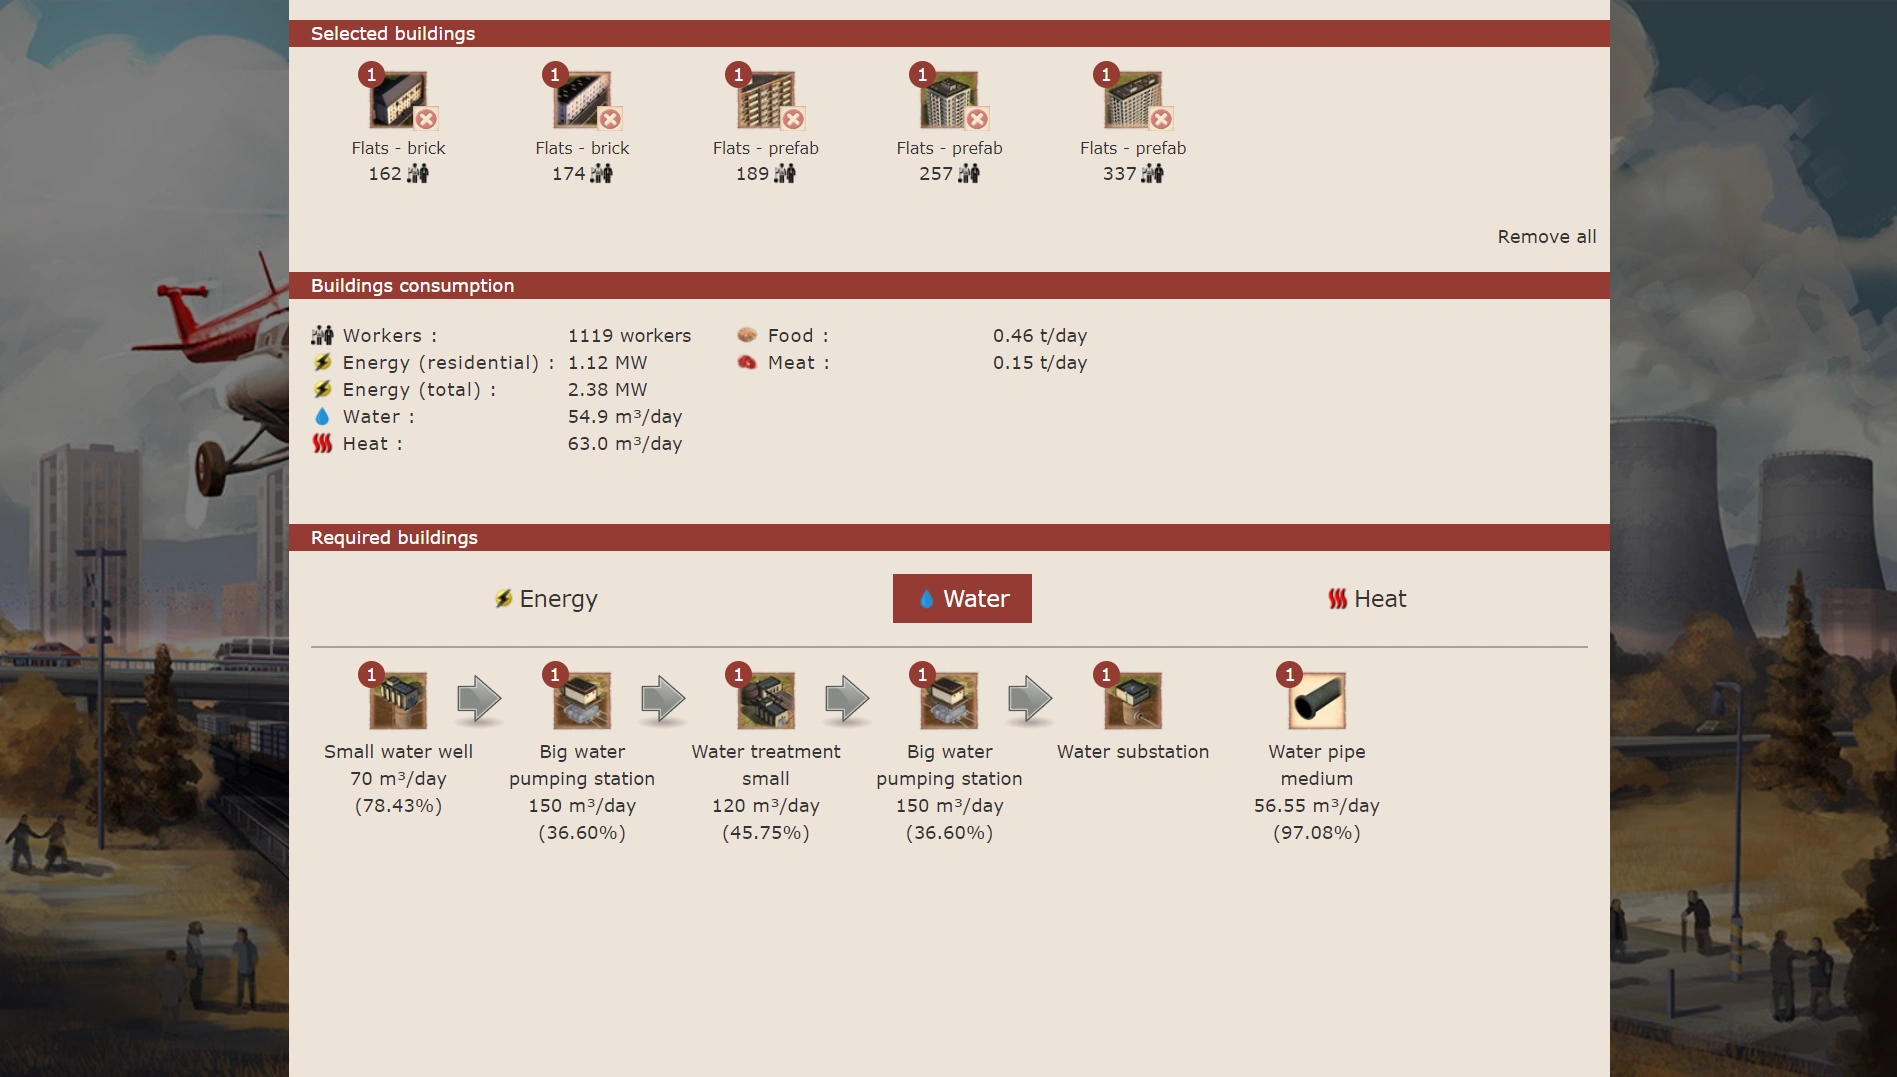 Selected buildings
1 1 1 1 1
Flats - brick Flats - brick Flats - prefab Flats - prefab Flats - prefab
162 174 189 257 337
Remove all
Buildings consumption
Workers : 1119 workers Food : 0.46 t/day
Energy (residential) : 1.12 MW Meat : 0.15 t/day
Energy (total) : 2.38 MW
Water : 54.9 m³/day
Heat : 63.0 m³/day
Required buildings
Energy Water Heat
1 1 1 1 1 1
Small water well Big water Water treatment Big water Water substation Water pipe
70 m³/day pumping station small pumping station medium
(78.43%) 150 m³/day 120 m³/day 150 m³/day 56.55 m³/day
(36.60%) (45.75%) (36.60%) (97.08%)